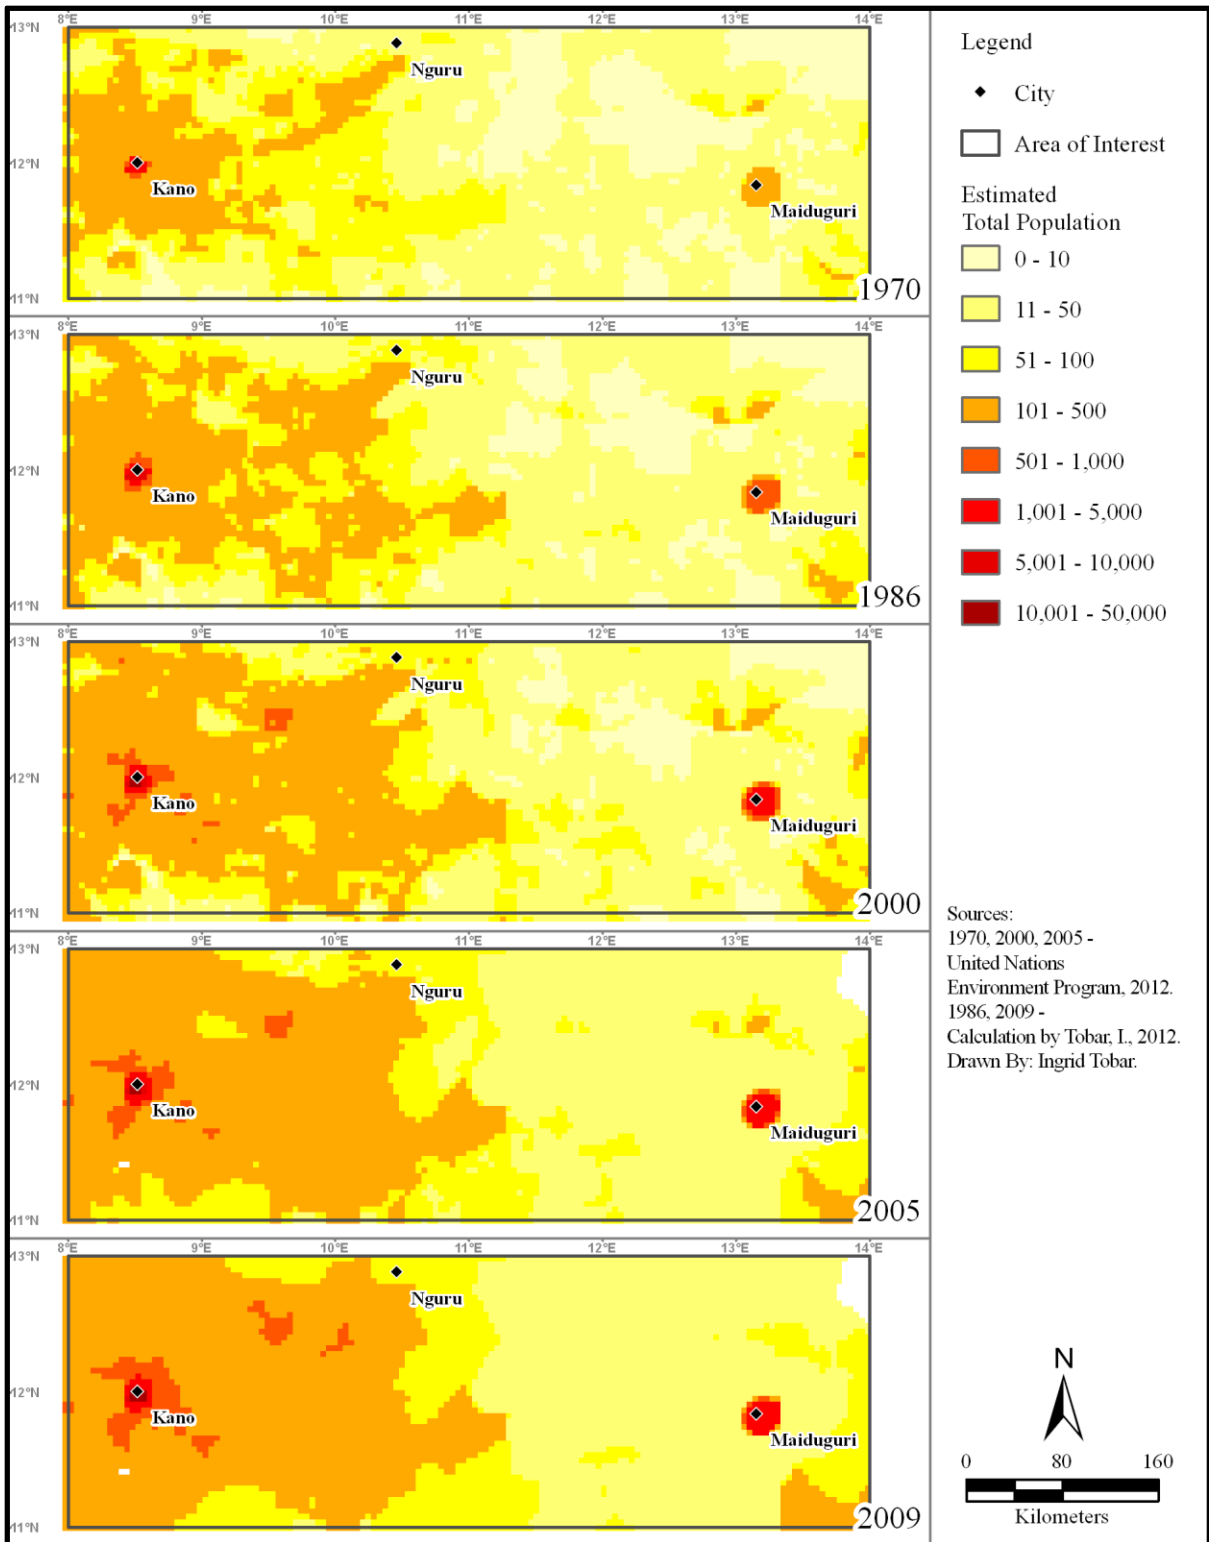 8°E 9°E 10°E 11°E 12°E 13°E 14°E
13°N
Nguru
12°N
Kano
Maiduguri
11°N
1970
8°E 9°E 10°E 11°E 12°E 13°E 14°E
13°N
Nguru
12°N
Kano
Maiduguri
11°N
1986
8°E 9°E 10°E 11°E 12°E 13°E 14°E
13°N
Nguru
12°N
Kano
Maiduguri
11°N
2000
8°E 9°E 10°E 11°E 12°E 13°E 14°E
13°N
Nguru
12°N
Kano
Maiduguri
11°N
2005
8°E 9°E 10°E 11°E 12°E 13°E 14°E
13°N
Nguru
12°N
Kano
Maiduguri
11°N
2009
Legend
City
Area of Interest
Estimated
Total Population
0 - 10
11 - 50
51 - 100
101 - 500
501 - 1,000
1,001 - 5,000
5,001 - 10,000
10,001 - 50,000
Sources:
1970, 2000, 2005 -
United Nations
Environment Program, 2012.
1986, 2009 -
Calculation by Tobar, I., 2012.
Drawn By: Ingrid Tobar.
N
0 80 160
Kilometers